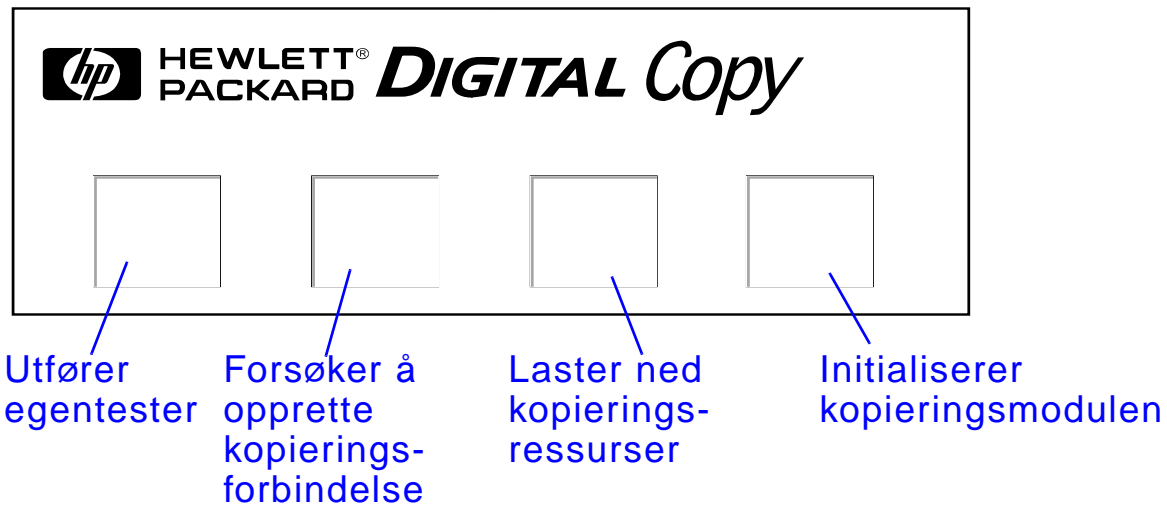 hp HEWLETT® PACKARD DIGITAL Copy
Utfører
egentester
Forsøker å
opprette
kopierings-
forbindelse
Laster ned
kopierings-
ressurser
Initialiserer
kopieringsmodulen